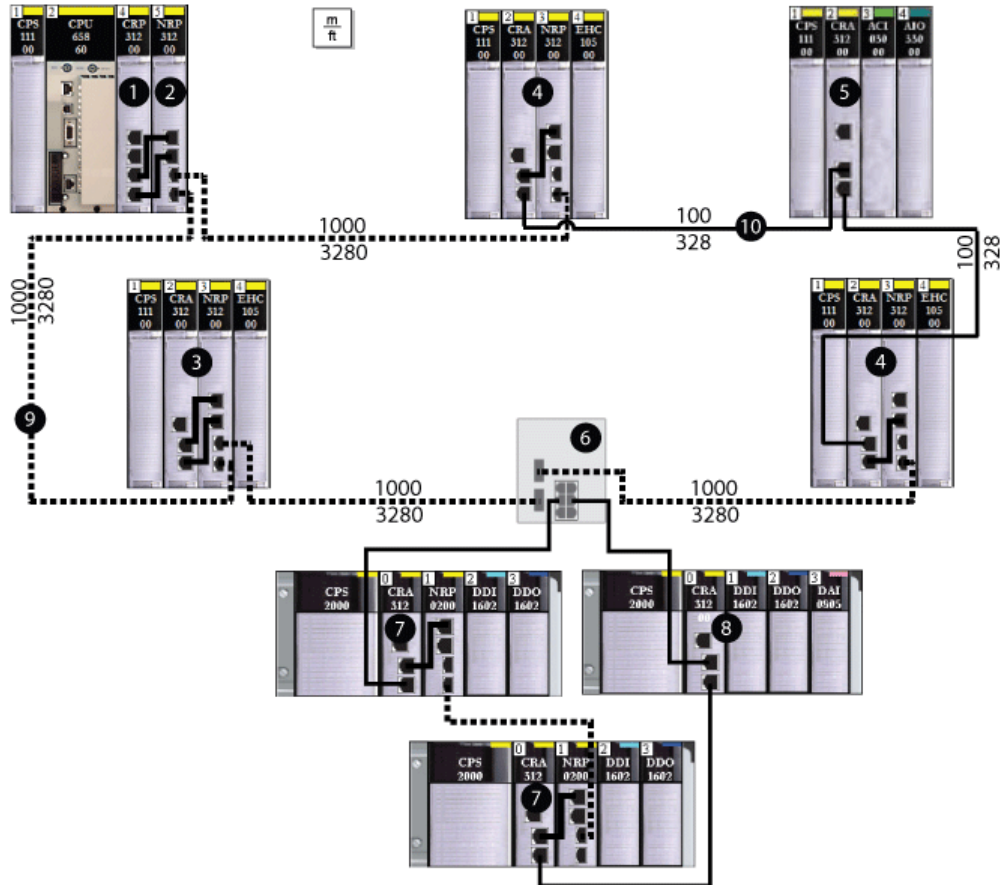 1 2 4 5
CPS CPU CRP NRP
111 658 312 312
00 60 00 00
1 2
m
ft
1 2 3 4
CPS CRA NRP EHC
111 312 312 105
00 00 00 00
4
1 2 3 4
CPS CRA ACI AIO
111 312 030 330
00 00 00 00
5
1000
3280
100
328
10
100
328
1000
3280
9
1 2 3 4
CPS CRA NRP EHC
111 312 312 105
00 00 00 00
3
1 2 3 4
CPS CRA NRP EHC
111 312 312 105
00 00 00 00
4
6
1000
3280
1000
3280
0 1 2 3
CPS CRA NRP DDI DDO
2000 312 0200 1602 1602
7
0 1 2 3
CPS CRA DDI DDO DAI
2000 312 1602 1602 0805
00
8
0 1 2 3
CPS CRA NRP DDI DDO
2000 312 0200 1602 1602
7